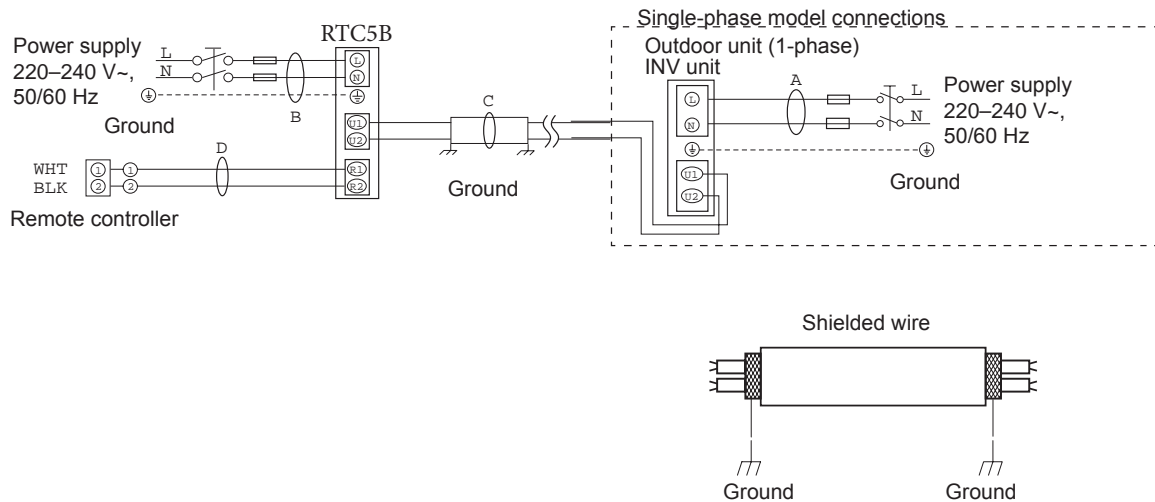 Single-phase model connections
Power supply
220–240 V~,
50/60 Hz
L
N
Ground
B
RTC5B
L
N
U1
U2
R1
R2
C
Ground
D
WHT
BLK
1
2
1
2
Remote controller
Outdoor unit (1-phase)
INV unit
L
N
U1
U2
A
L
N
Power supply
220–240 V~,
50/60 Hz
Ground
Shielded wire
Ground
Ground